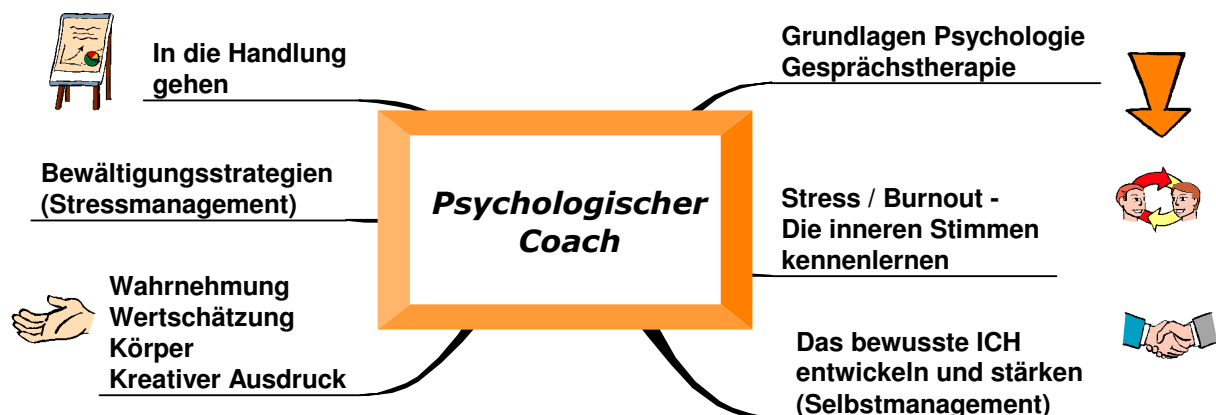 In die Handlung
gehen
Grundlagen Psychologie
Gesprächstherapie
Bewältigungsstrategien
(Stressmanagement)
Psychologischer
Coach
Stress / Burnout -
Die inneren Stimmen
kennenlernen
Wahrnehmung
Wertschätzung
Körper
Kreativer Ausdruck
Das bewusste ICH
entwickeln und stärken
(Selbstmanagement)